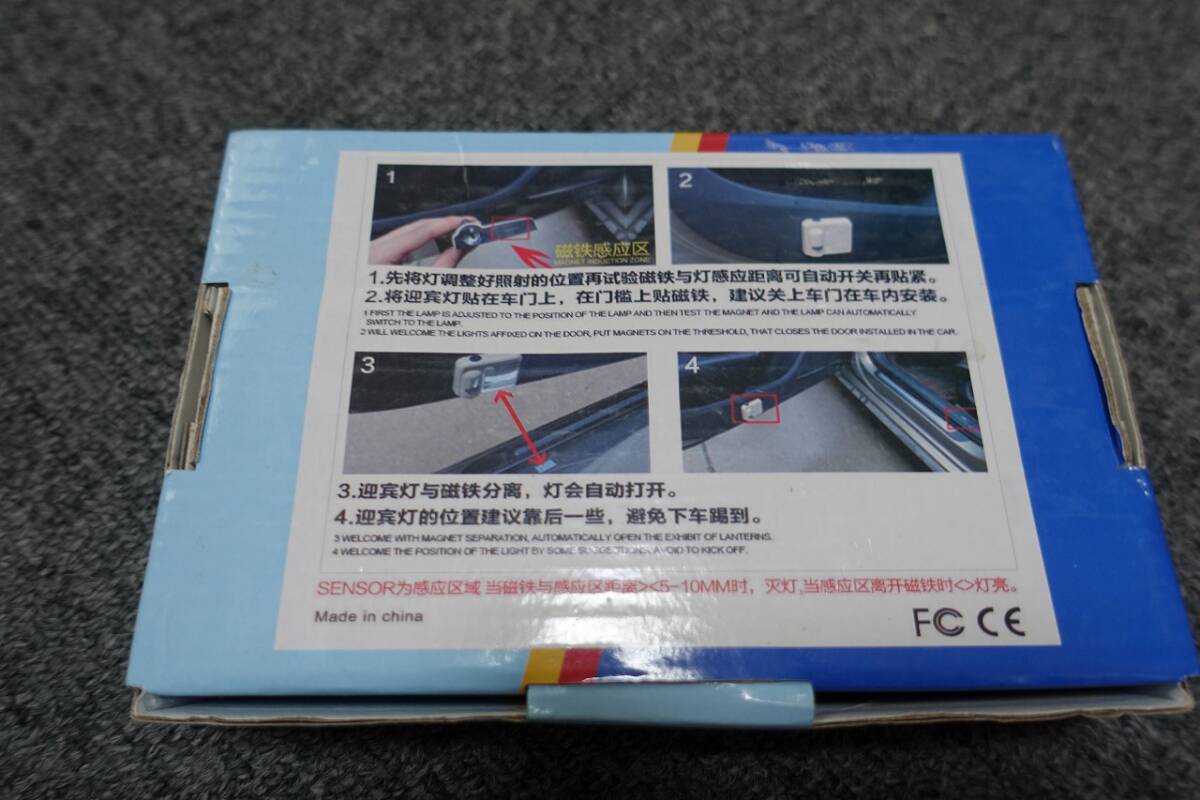 1
2
磁铁感应区
MAGNET INDUCTION ZONE
1.先将灯调整好照射的位置再试验磁铁与灯感应距离可自动开关再贴紧。
2.将迎宾灯贴在车门上，在门槛上贴磁铁，建议关上车门在车内安装。
1 FIRST THE LAMP IS ADJUSTED TO THE POSITION OF THE LAMP AND THEN TEST THE MAGNET AND THE LAMP CAN AUTOMATICALLY
SWITCH TO THE LAMP.
2 WILL WELCOME THE LIGHTS AFFIXED ON THE DOOR, PUT MAGNETS ON THE THRESHOLD, THAT CLOSES THE DOOR INSTALLED IN THE CAR.
3
4
3.迎宾灯与磁铁分离，灯会自动打开。
4.迎宾灯的位置建议靠后一些，避免下车踢到。
3 WELCOME WITH MAGNET SEPARATION, AUTOMATICALLY OPEN THE EXHIBIT OF LANTERNS.
4 WELCOME THE POSITION OF THE LIGHT BY SOME SUGGESTIONS, AVOID TO KICK OFF.
SENSOR为感应区域 当磁铁与感应区距离><5-10MM时，灭灯,当感应区离开磁铁时<>灯亮。
Made in china
FC CE